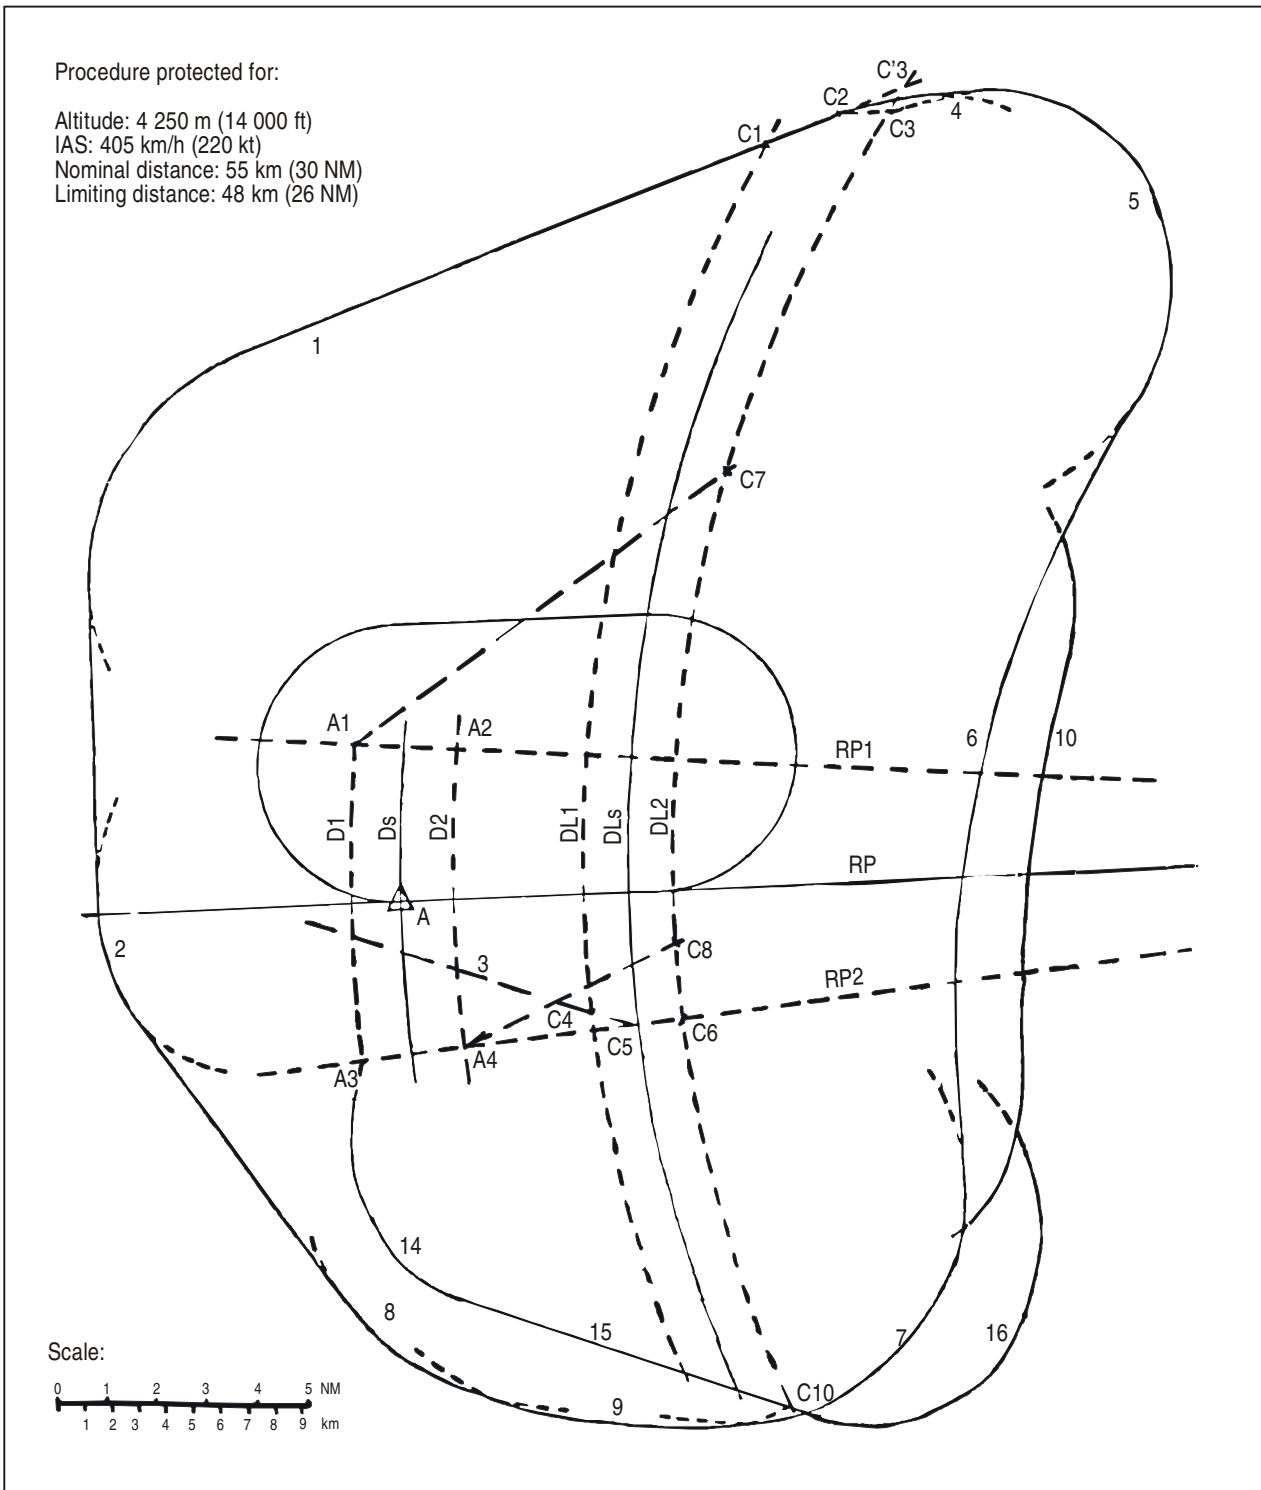 Procedure protected for:
Altitude: 4 250 m (14 000 ft)
IAS: 405 km/h (220 kt)
Nominal distance: 55 km (30 NM)
Limiting distance: 48 km (26 NM)
C'3
C2
C1
C3
4
5
1
C7
A1
A2
RP1
6
10
D1
Ds
D2
DL1
DLs
DL2
RP
A
2
3
C8
RP2
C4
C5
C6
A3
A4
14
8
15
7
16
Scale:
C10
9
0 1 2 3 4 5 NM
1 2 3 4 5 6 7 8 9 km